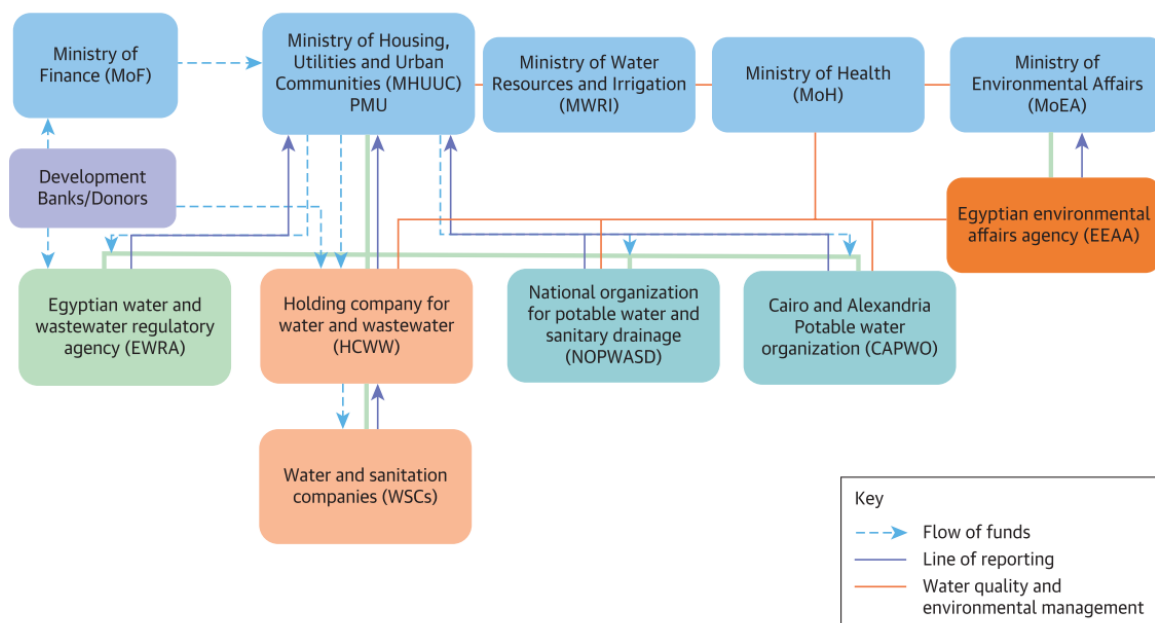 Ministry of
Finance (MoF)
Ministry of Housing,
Utilities and Urban
Communities (MHUUC)
PMU
Ministry of Water
Resources and Irrigation
(MWRI)
Ministry of Health
(MoH)
Ministry of
Environmental Affairs
(MoEA)
Development
Banks/Donors
Egyptian environmental
affairs agency (EEAA)
Egyptian water and
wastewater regulatory
agency (EWRA)
Holding company for
water and wastewater
(HCWW)
National organization
for potable water and
sanitary drainage
(NOPWASD)
Cairo and Alexandria
Potable water
organization (CAPWO)
Water and sanitation
companies (WSCs)
Key
Flow of funds
Line of reporting
Water quality and
environmental management